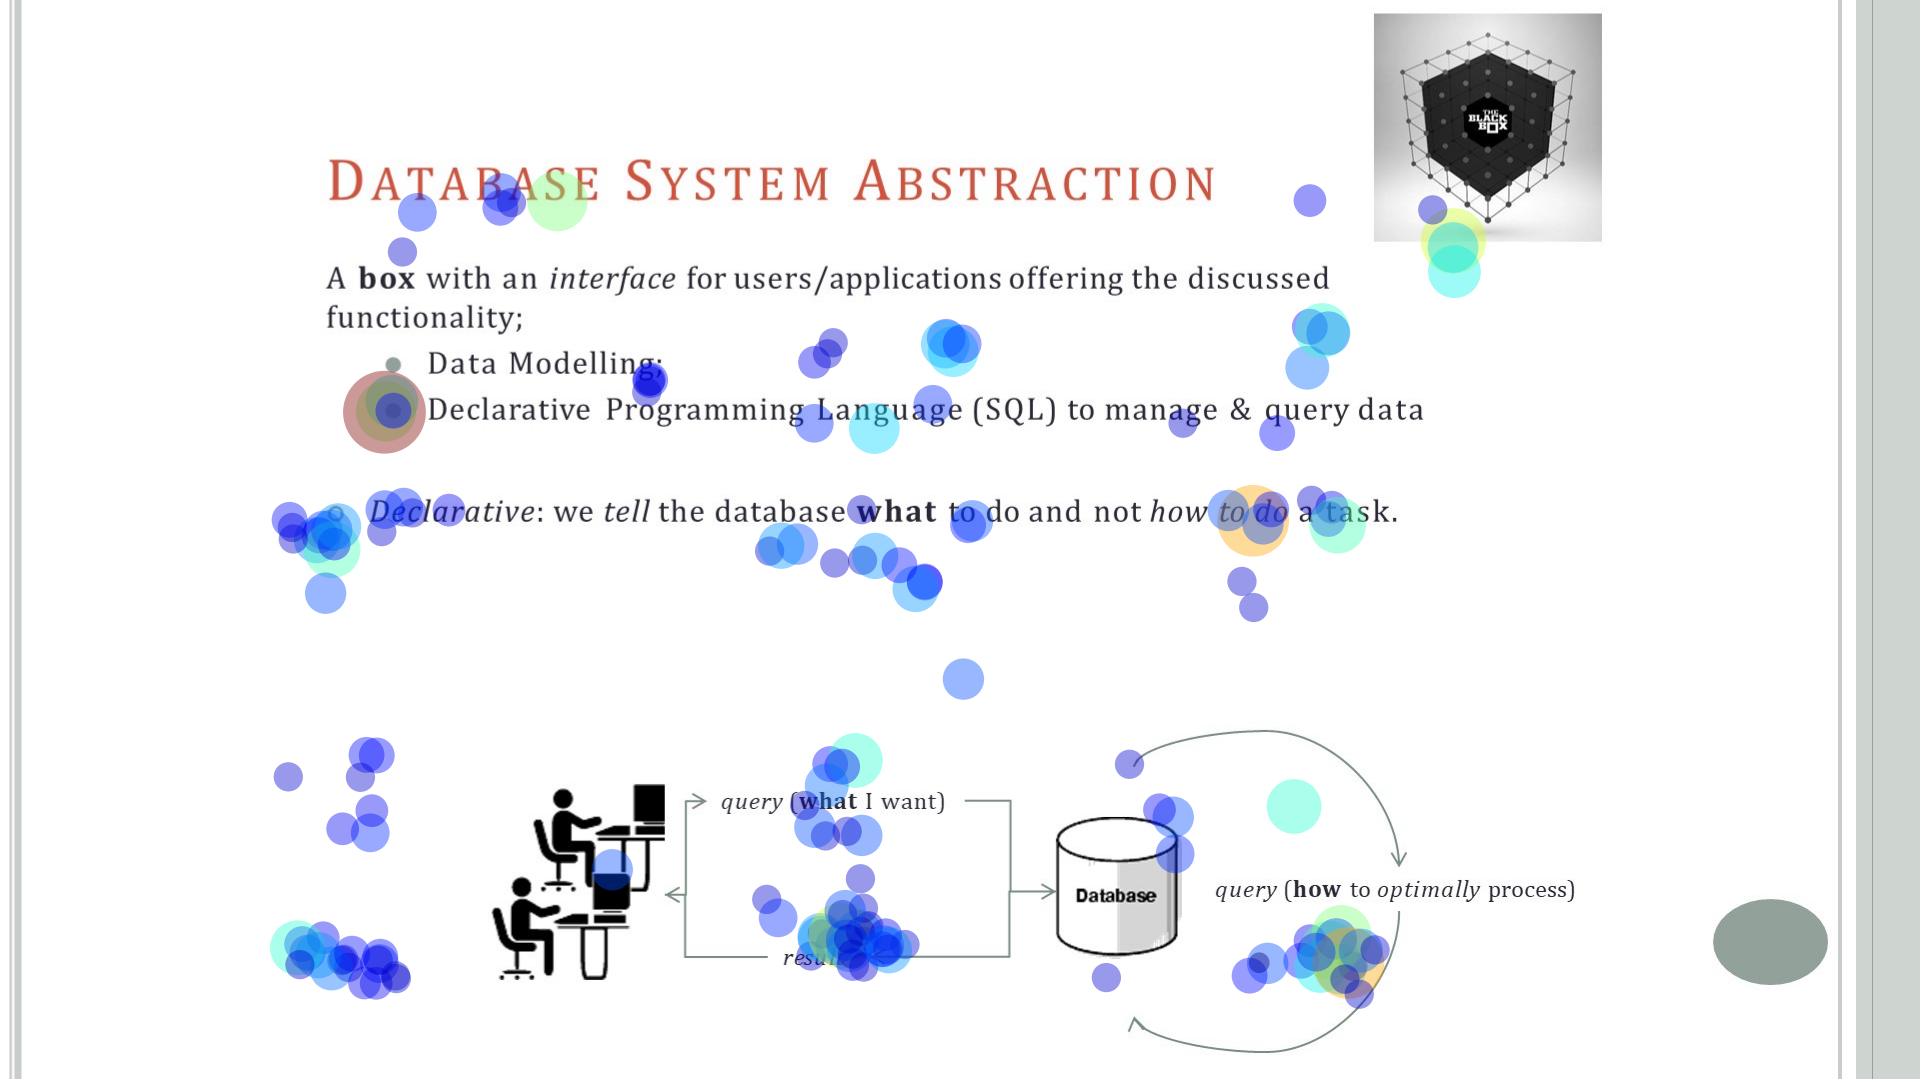 THE
BLACK
BOX
DATABASE SYSTEM ABSTRACTION
A box with an interface for users/applications offering the discussed
functionality;
Data Modelling;
Declarative Programming Language (SQL) to manage & query data
Declarative: we tell the database what to do and not how to do a task.
query (what I want)
Database
query (how to optimally process)